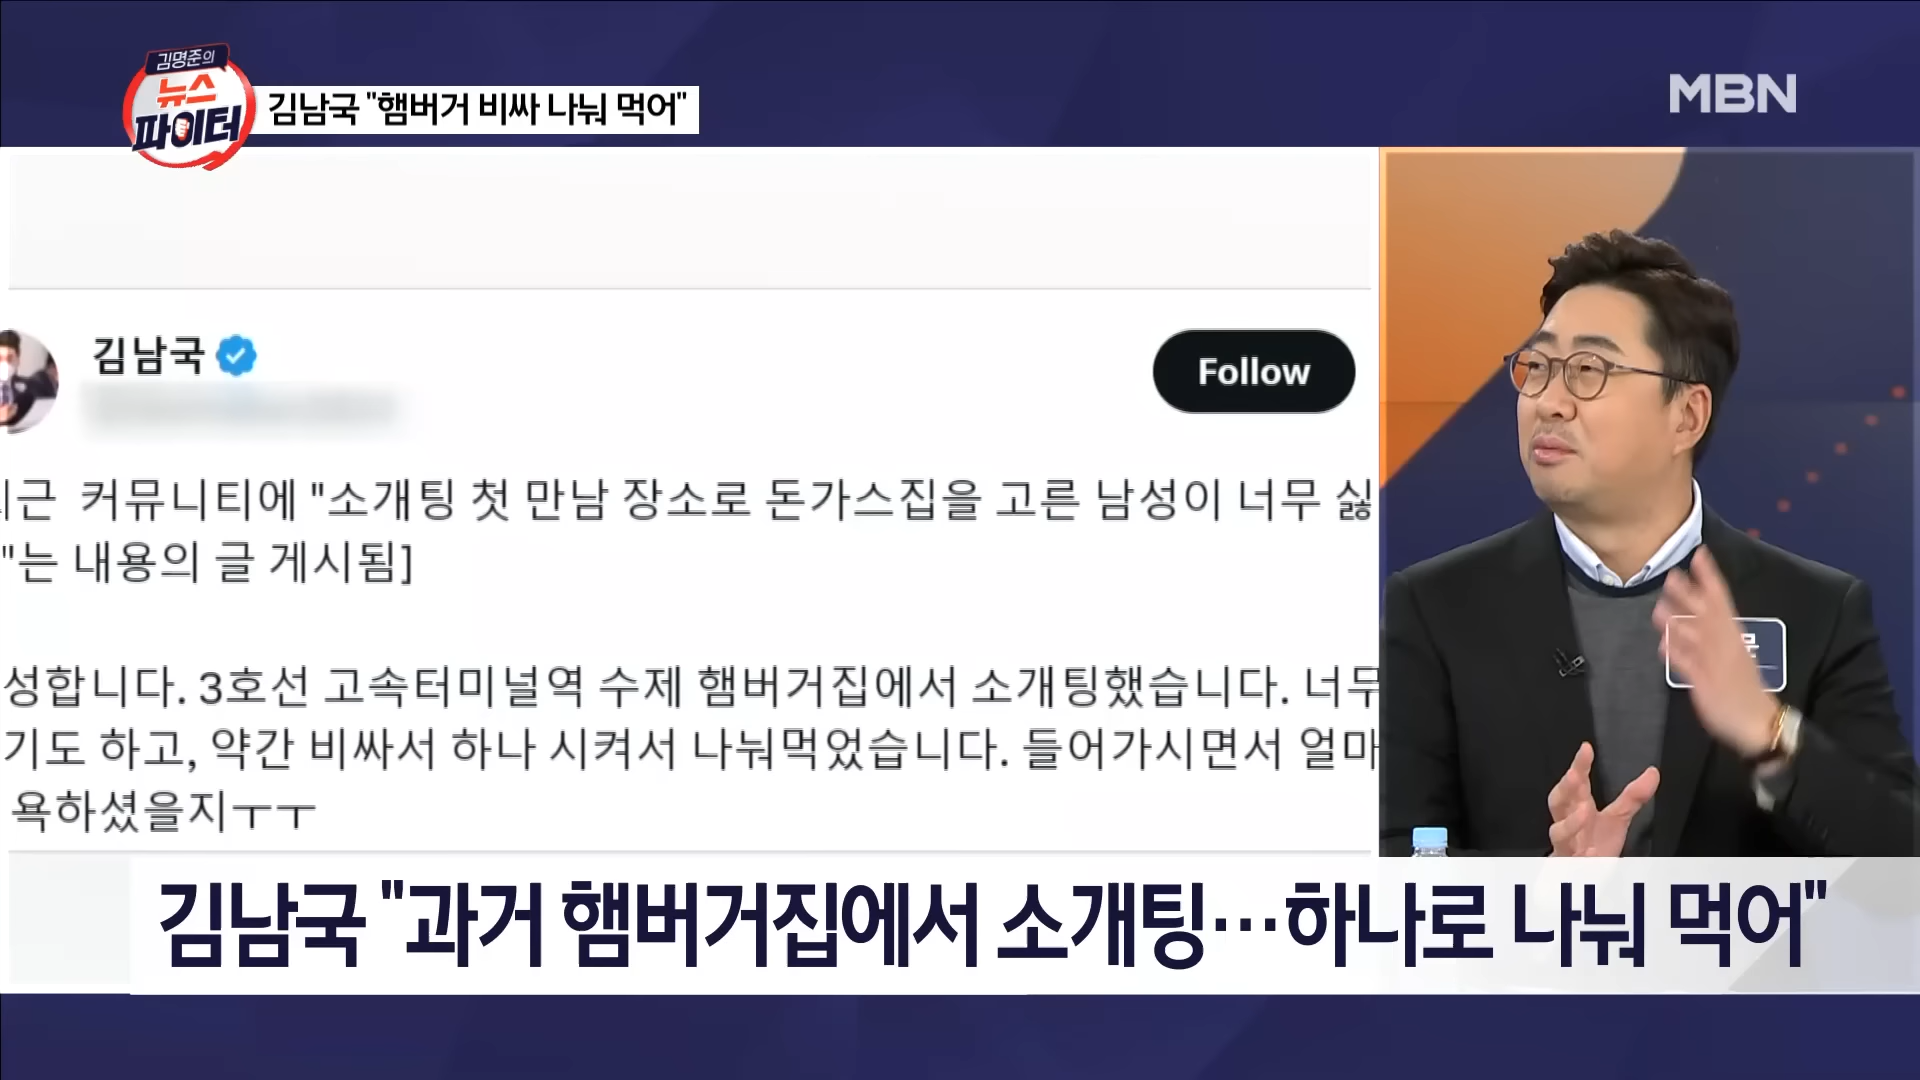 김명준의
뉴스
파이터
김남국 "햄버거 비싸 나눠 먹어"
MBN
김남국
Follow
커뮤니티에 "소개팅 첫 만남 장소로 돈가스집을 고른 남성이 너무 싫
"는 내용의 글 게시됨]
성합니다. 3호선 고속터미널역 수제 햄버거집에서 소개팅했습니다. 너무
기도 하고, 약간 비싸서 하나 시켜서 나눠먹었습니다. 들어가시면서 얼마
욕하셨을지ㅜㅜ
김남국 "과거 햄버거집에서 소개팅…하나로 나눠 먹어"